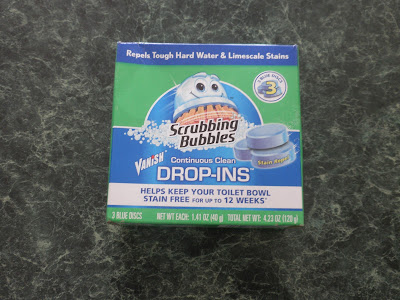 Repels Tough Hard Water & Limescale Stains
3 BLUE DISCS
3
Scrubbing
Bubbles
Vanish
Continuous Clean
DROP-INS
Stain Repel
HELPS KEEP YOUR TOILET BOWL
STAIN FREE FOR UP TO 12 WEEKS*
3 BLUE DISCS NET WT EACH: 1.41 OZ (40 g) TOTAL NET WT: 4.23 OZ (120 g)